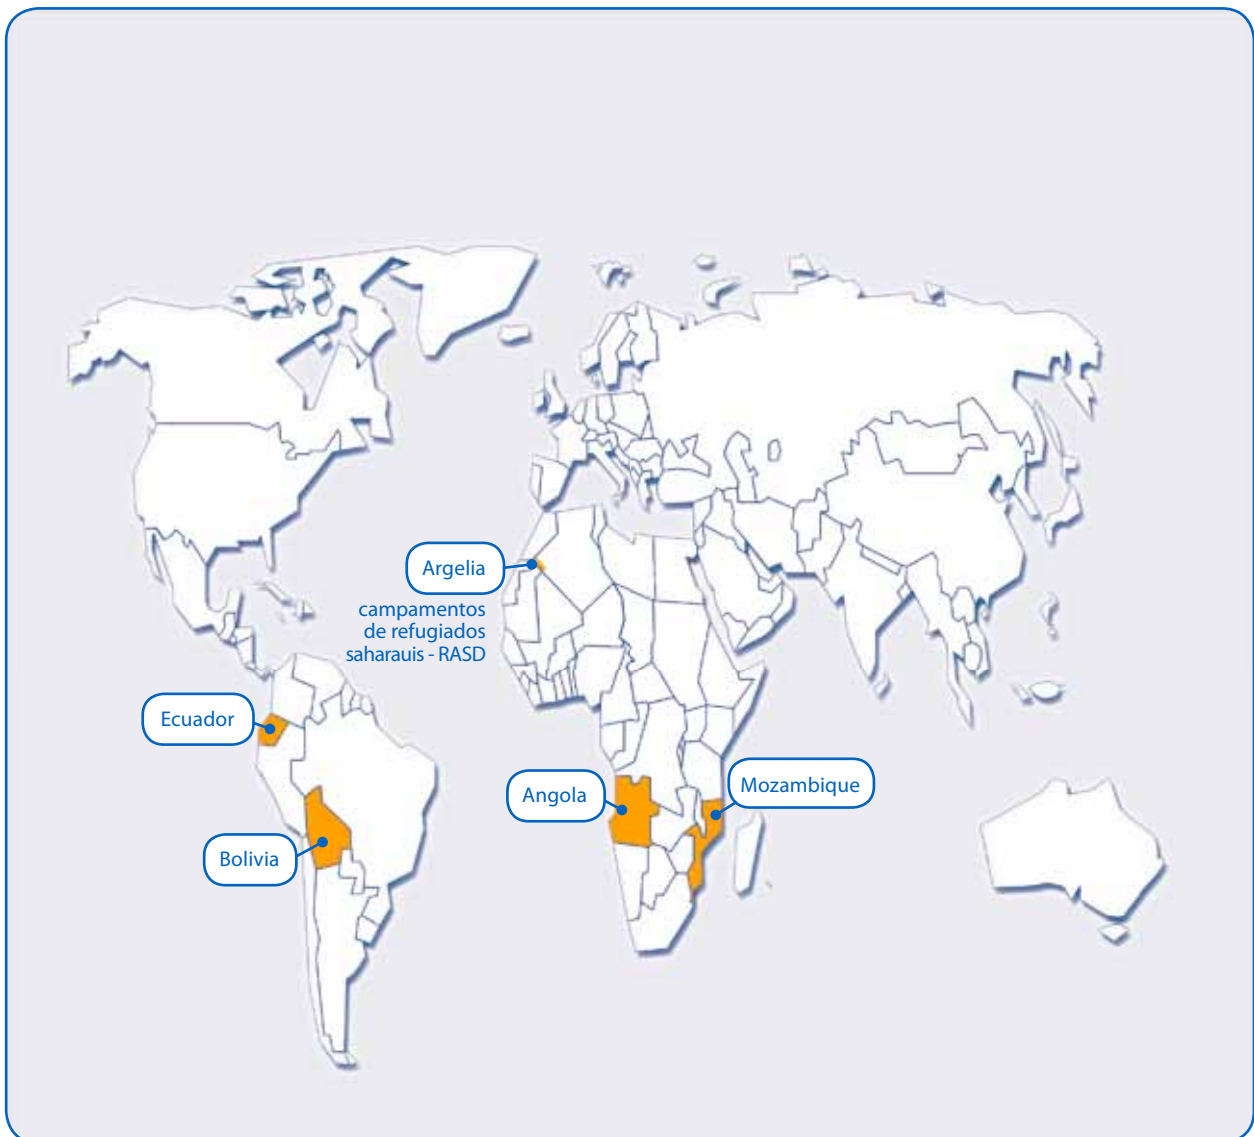 Argelia
campamentos
de refugiados
saharauis - RASD
Ecuador
Angola
Mozambique
Bolivia